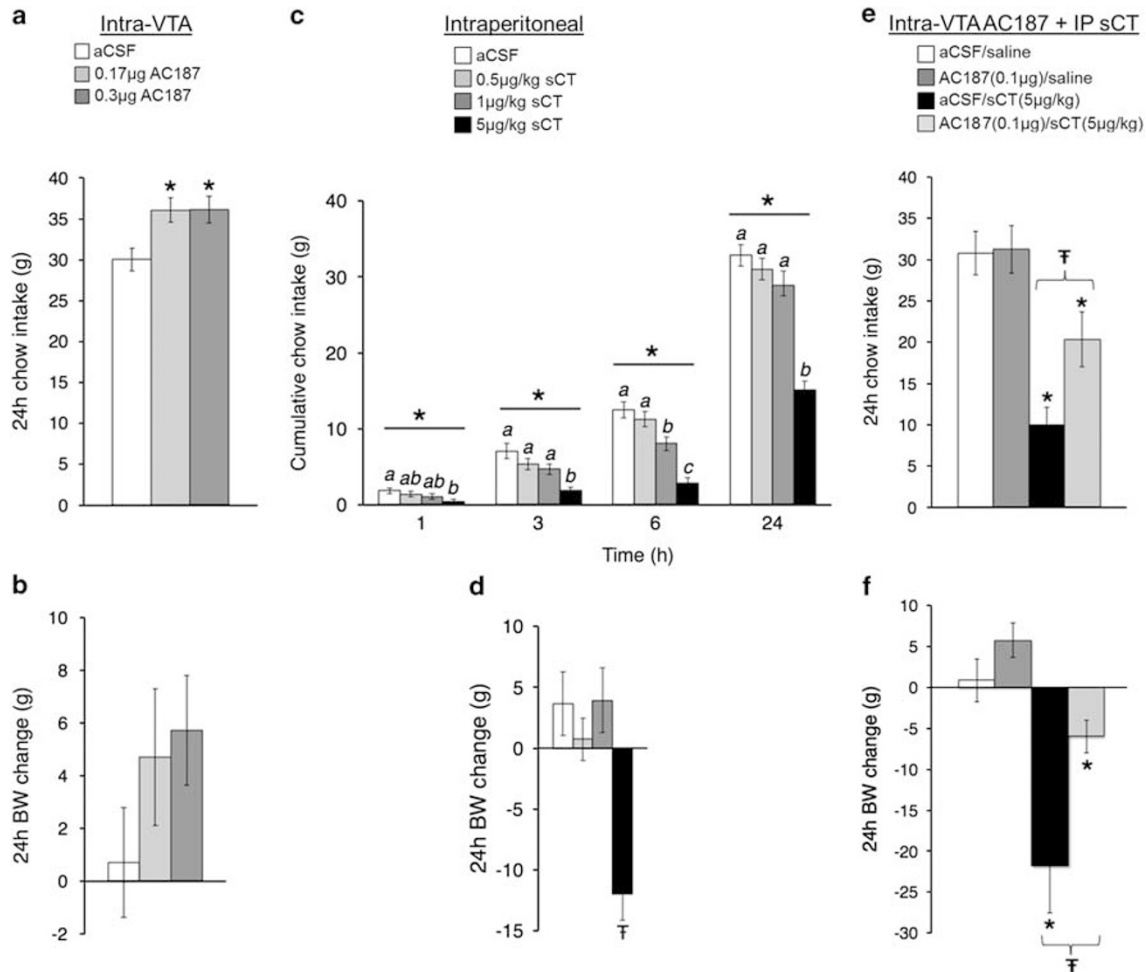 a
Intra-VTA
aCSF
0.17µg AC187
0.3µg AC187
24h chow intake (g)
40
35
30
25
20
15
10
5
0
* *
b
24h BW change (g)
10
8
6
4
2
0
-2
c
Intraperitoneal
aCSF
0.5µg/kg sCT
1µg/kg sCT
5µg/kg sCT
Cumulative chow intake (g)
40
30
20
10
0
* * * *
a ab ab b
a a a b
a a b c
a a a b
1 3 6 24
Time (h)
d
24h BW change (g)
10
5
0
-5
-10
-15
Ŧ
e
Intra-VTA AC187 + IP sCT
aCSF/saline
AC187(0.1µg)/saline
aCSF/sCT(5µg/kg)
AC187(0.1µg)/sCT(5µg/kg)
24h chow intake (g)
40
35
30
25
20
15
10
5
0
Ŧ
* *
f
24h BW change (g)
10
5
0
-5
-10
-15
-20
-25
-30
* *
Ŧ